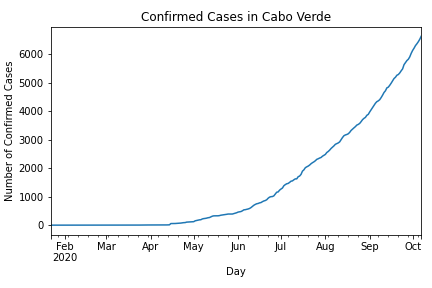 Confirmed Cases in Cabo Verde
Number of Confirmed Cases
6000
5000
4000
3000
2000
1000
0
Feb Mar Apr May Jun Jul Aug Sep Oct
2020
Day